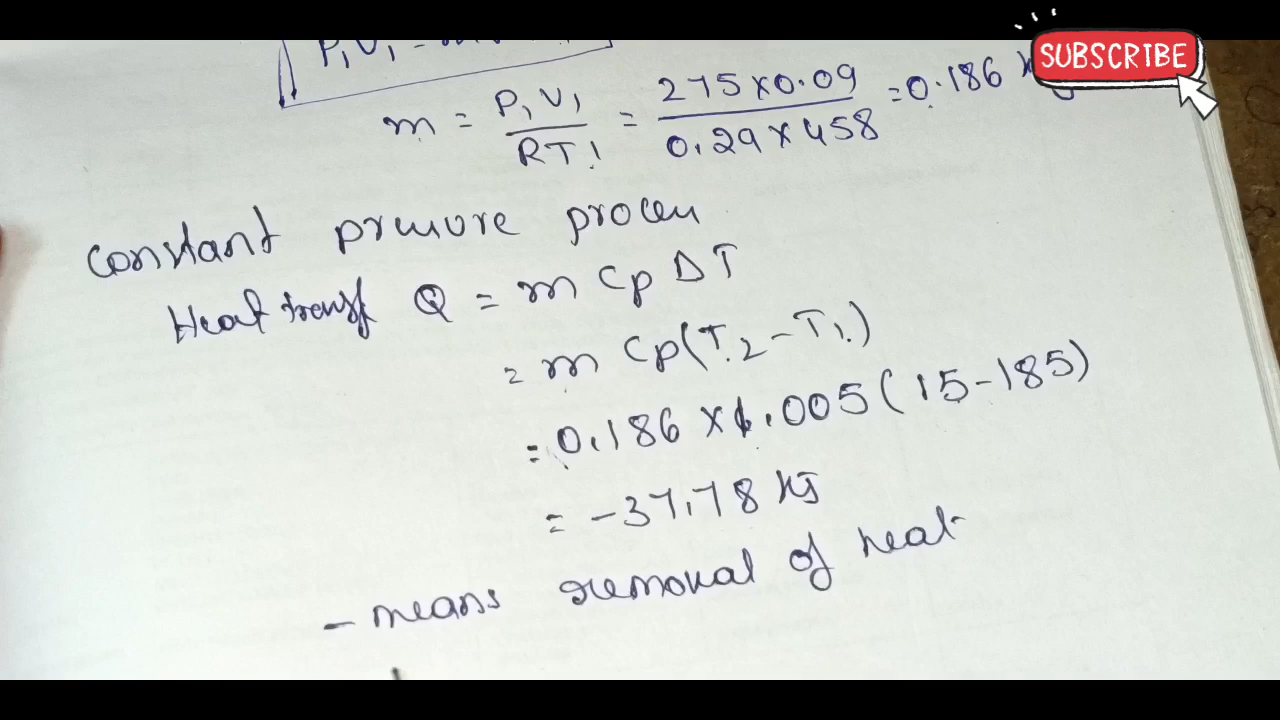 SUBSCRIBE
m = P₁V₁/RT₁ = 275×0.09/0.29×458 = 0.186
Constant pressure process
Heat transf Q = m Cp ΔT
= m Cp(T₂-T₁)
= 0.186 ×1.005(15-185)
= -37.78 KJ
- means removal of heat